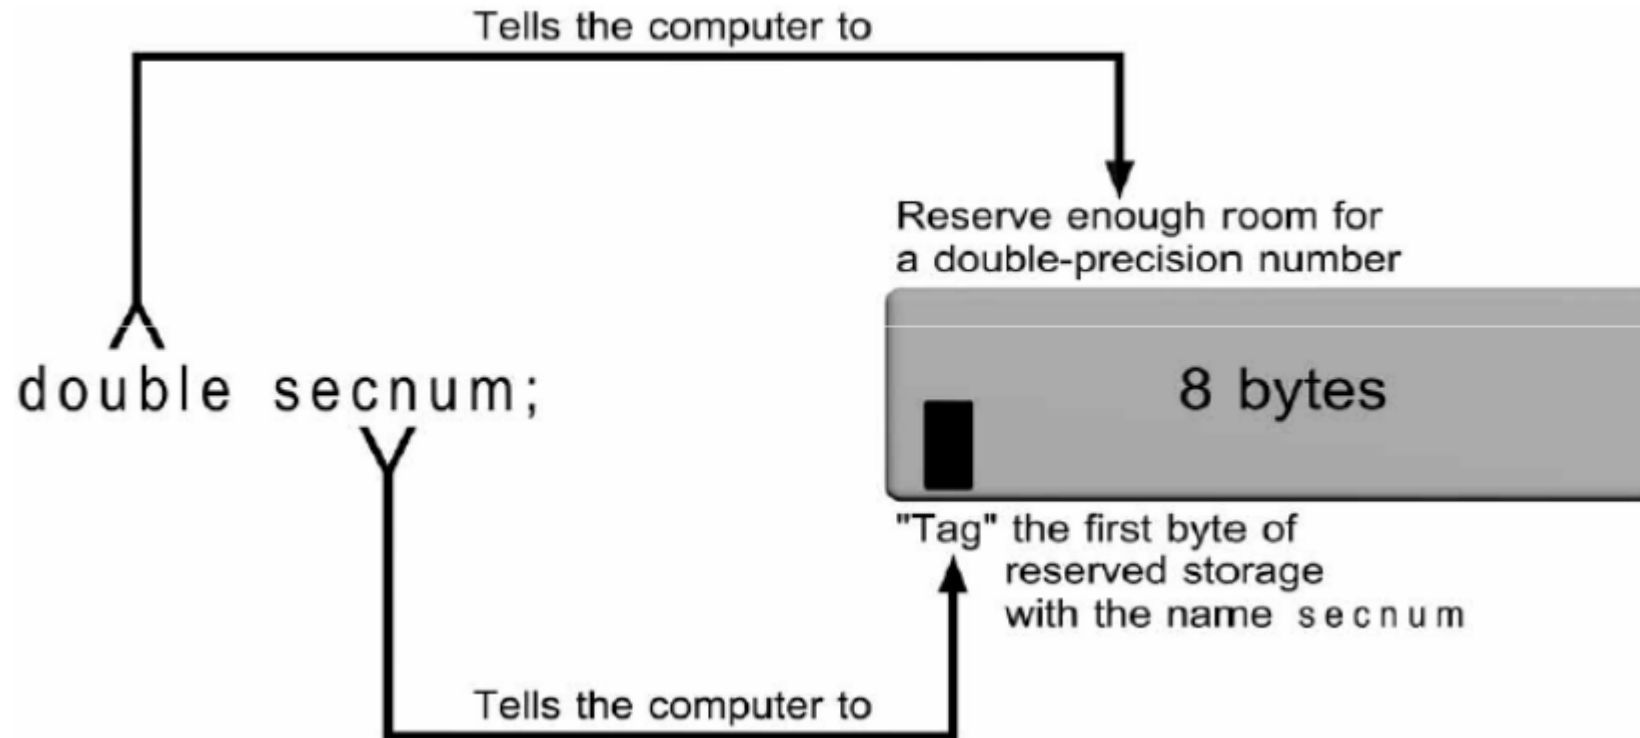 Tells the computer to
Reserve enough room for
a double-precision number
double secnum;
8 bytes
"Tag" the first byte of
reserved storage
with the name secnum
Tells the computer to